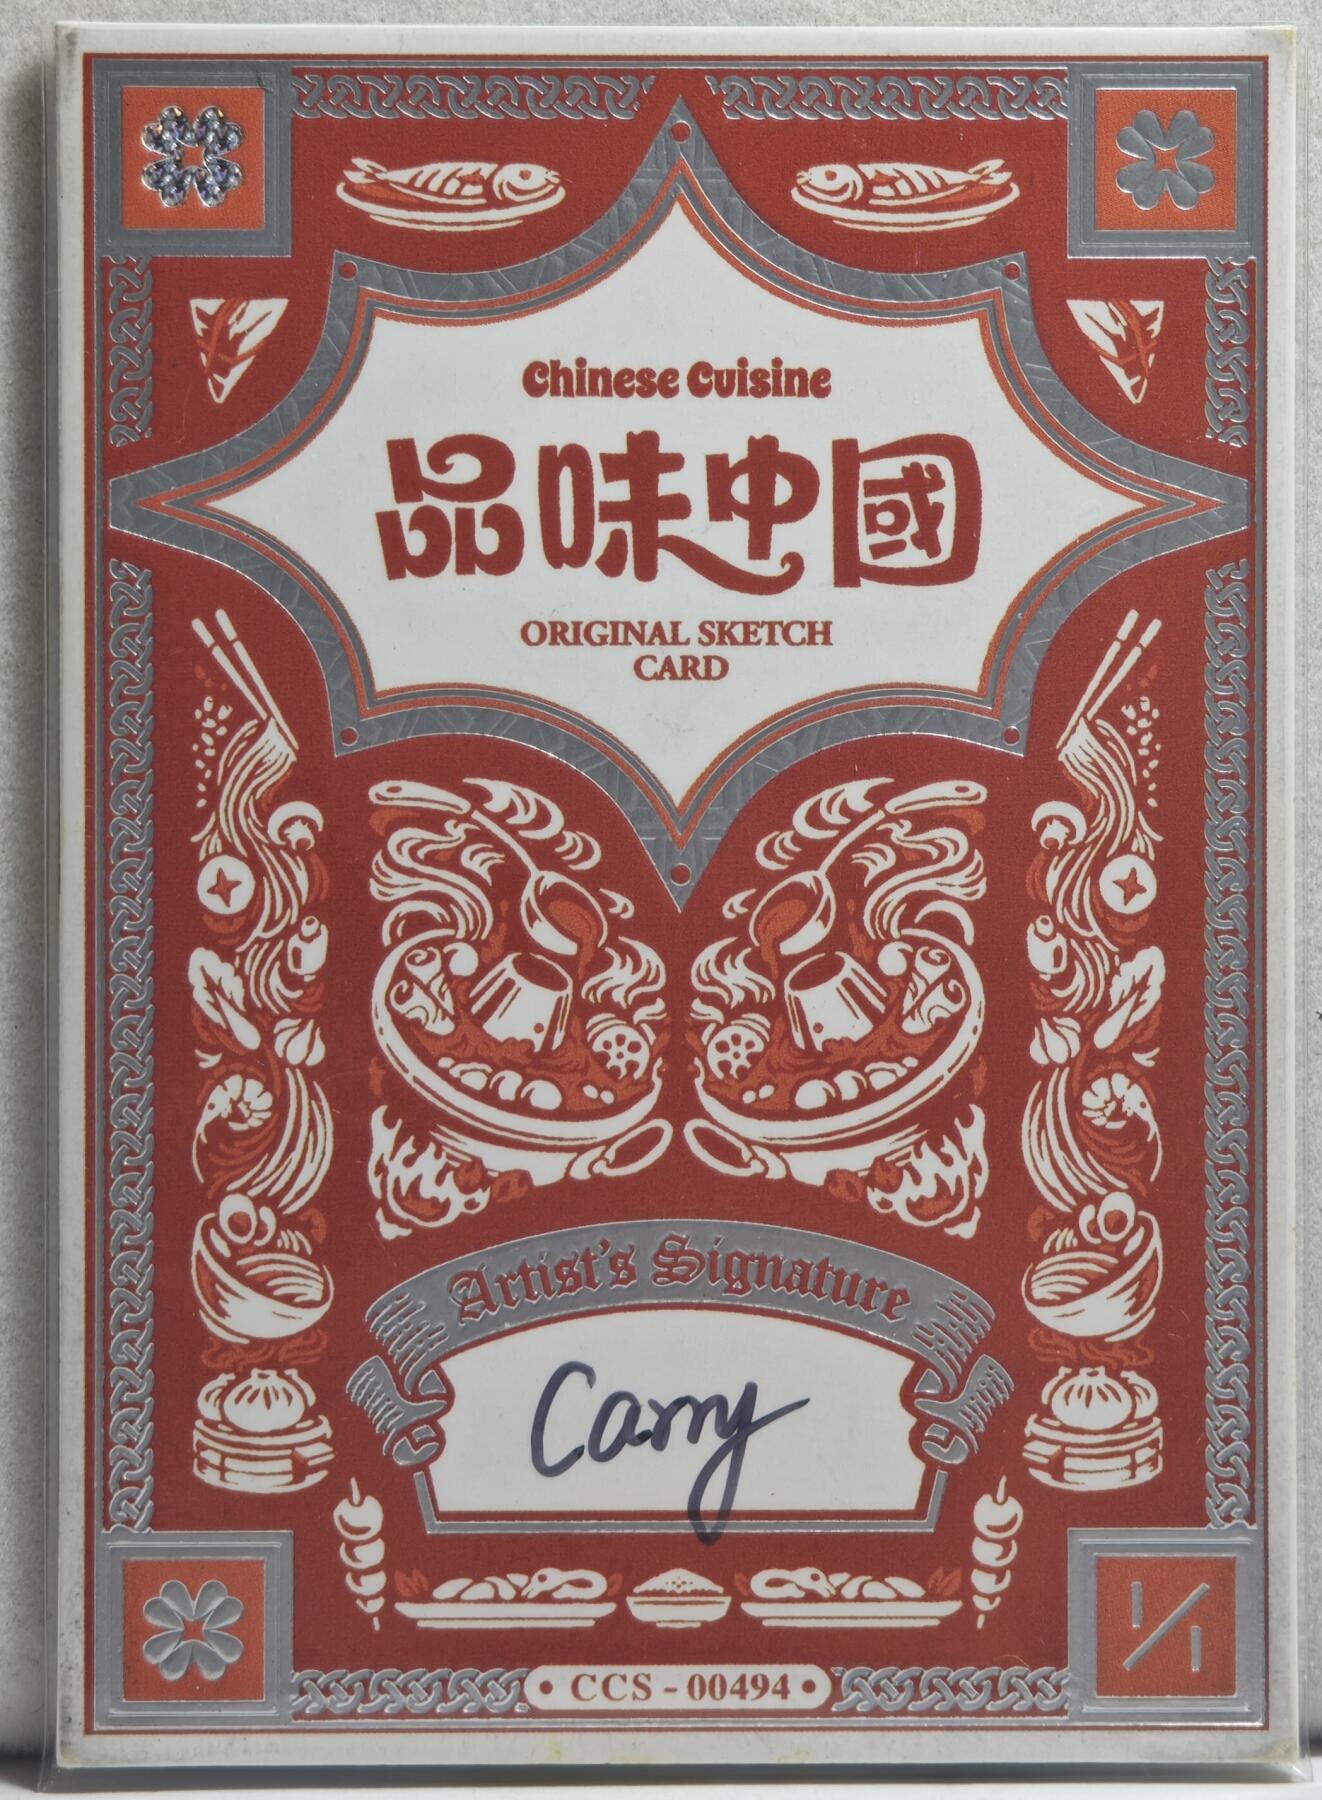 Chinese Cuisine
品味中國
ORIGINAL SKETCH
CARD
Artist's Signature
Carry
1/1
• CCS - 00494 •